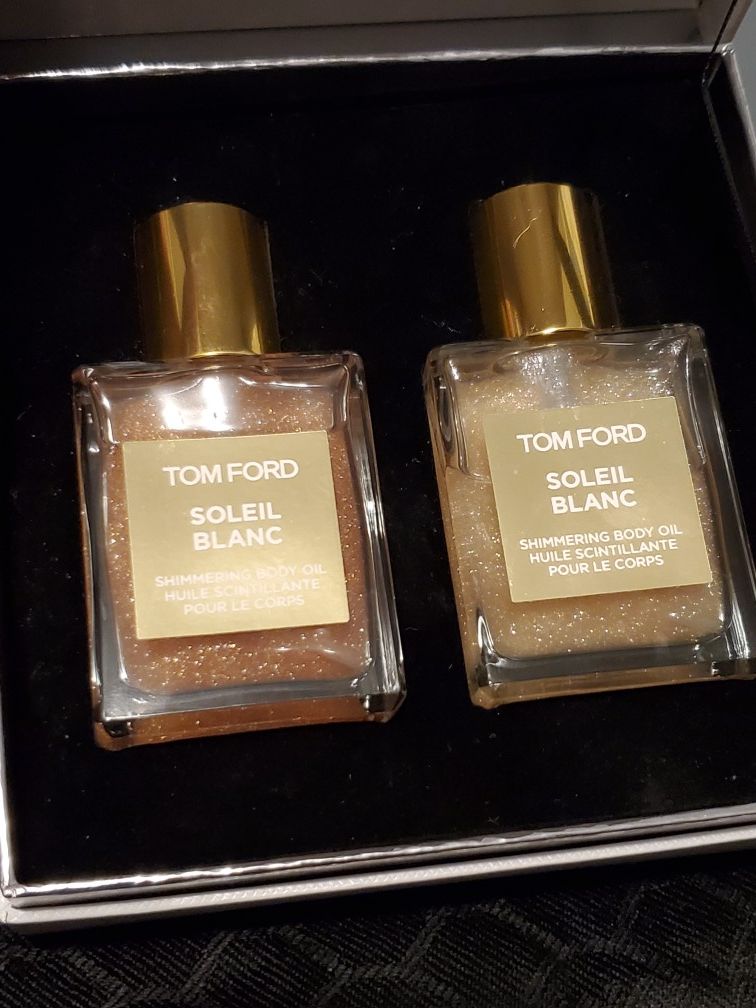 TOM FORD
SOLEIL
BLANC
SHIMMERING BODY OIL
HUILE SCINTILLANTE
POUR LE CORPS
TOM FORD
SOLEIL
BLANC
SHIMMERING BODY OIL
HUILE SCINTILLANTE
POUR LE CORPS